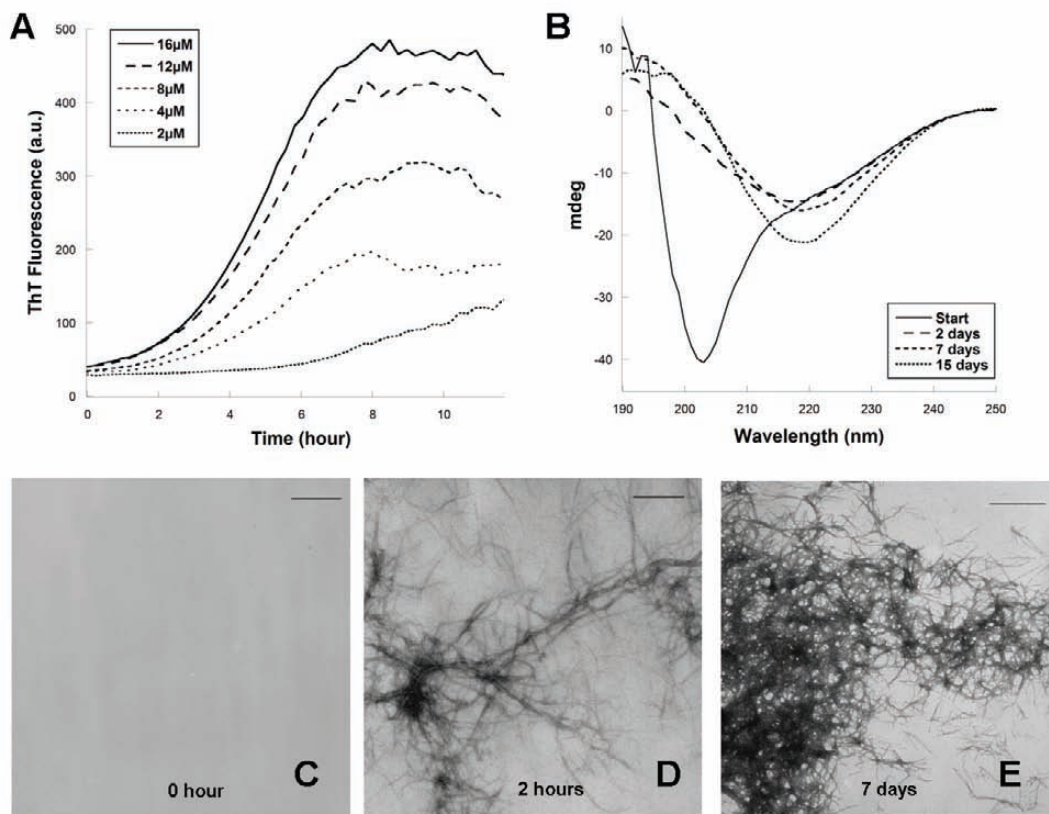 A
500
400
300
200
100
0
ThT Fluorescence (a.u.)
16µM
12µM
8µM
4µM
2µM
0 2 4 6 8 10
Time (hour)
B
10
0
-10
-20
-30
-40
mdeg
Start
2 days
7 days
15 days
190 200 210 220 230 240 250
Wavelength (nm)
C
0 hour
D
2 hours
E
7 days